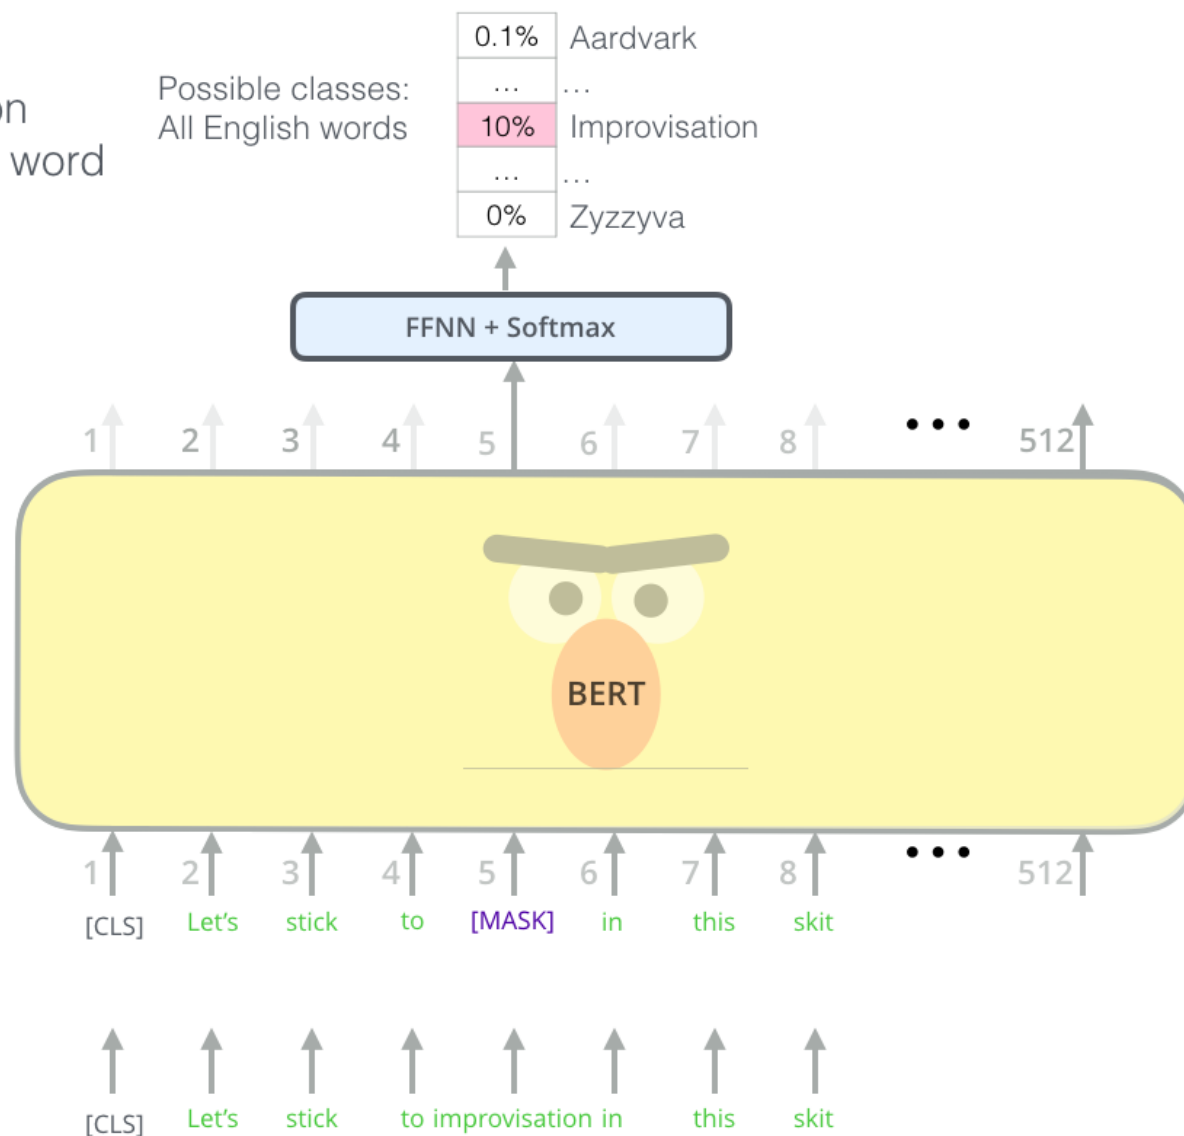 0.1% Aardvark
... ...
Possible classes:
All English words
10% Improvisation
on
word
... ...
0% Zyzzyva
FFNN + Softmax
1 2 3 4 5 6 7 8 ••• 512
BERT
1 2 3 4 5 6 7 8 ••• 512
[CLS] Let's stick to [MASK] in this skit
[CLS] Let's stick to improvisation in this skit